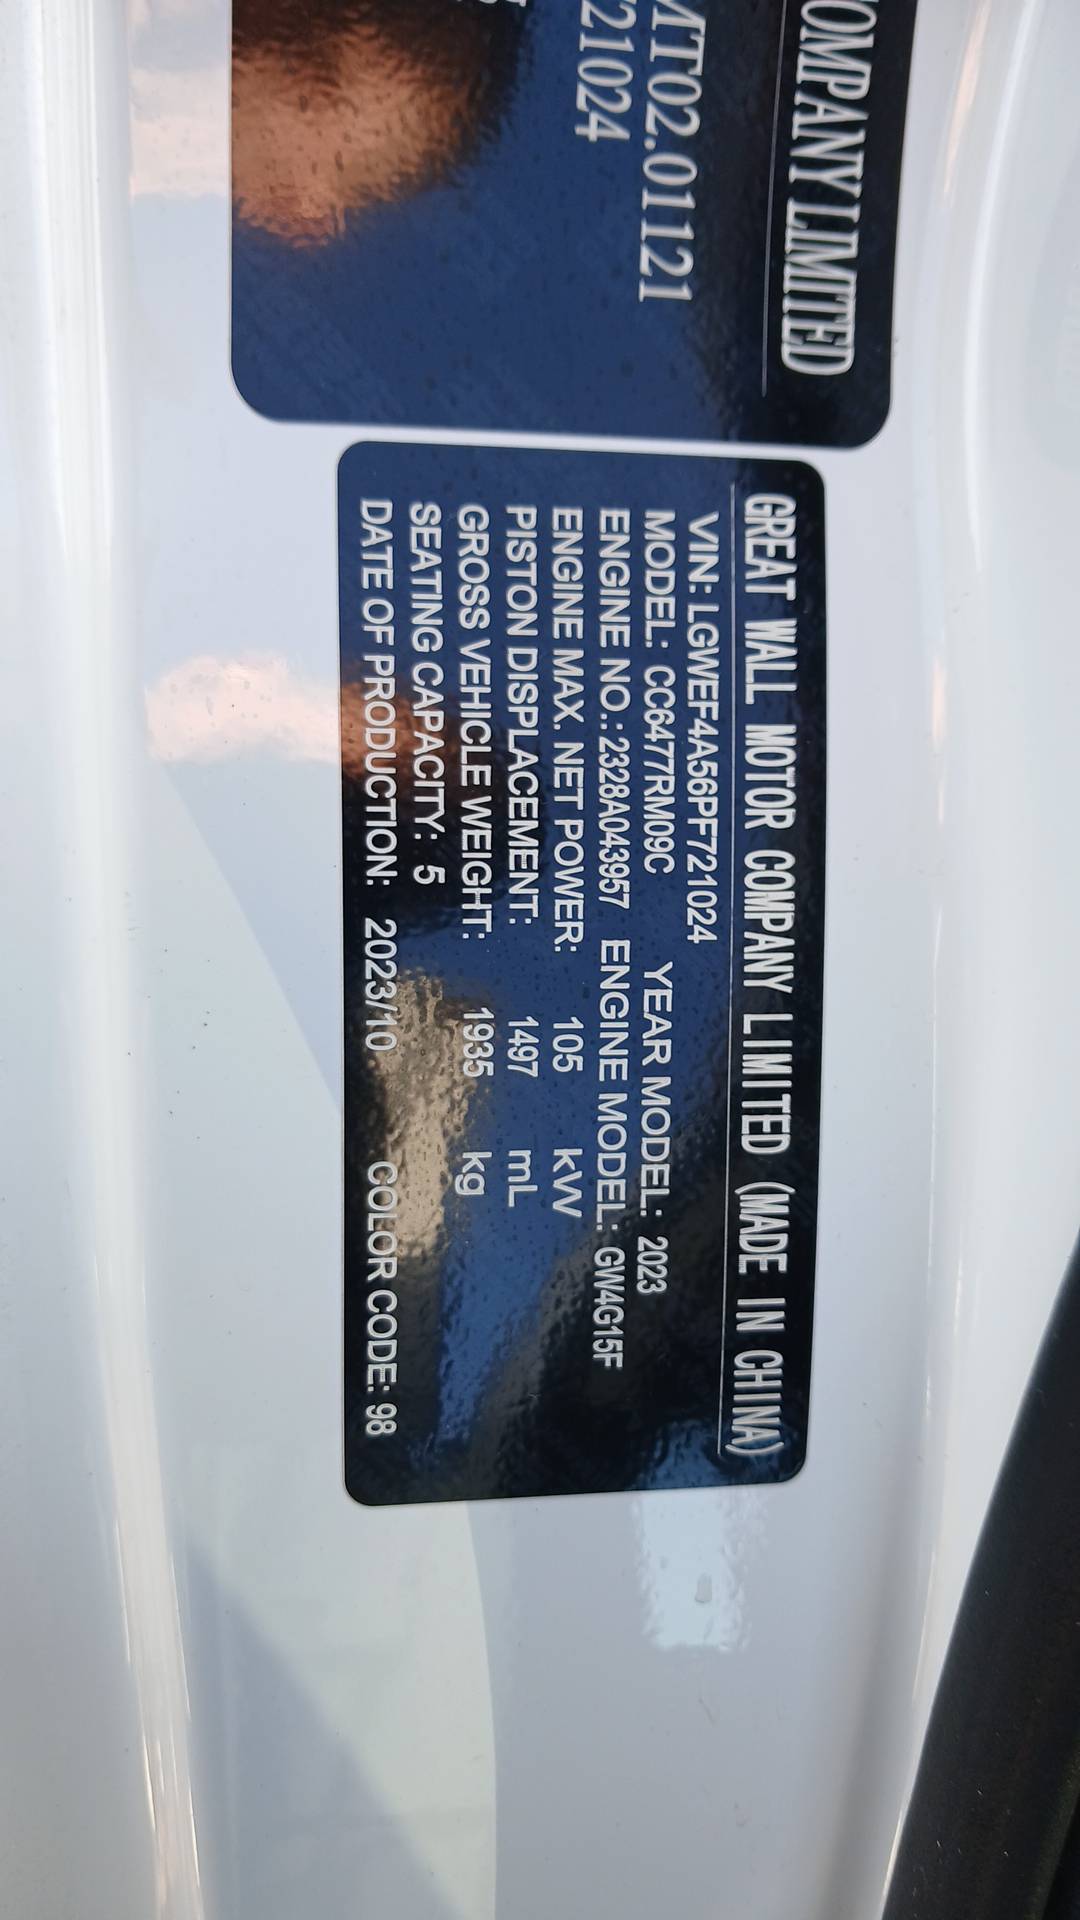 COMPANY LIMITED
MT02.01121
721024
GREAT WALL MOTOR COMPANY LIMITED (MADE IN CHINA)
VIN: LGWEF4A56PF721024
MODEL: CC6477RM09C YEAR MODEL: 2023
ENGINE NO.: 2328A043957 ENGINE MODEL: GW4G15F
ENGINE MAX. NET POWER: 105 kW
PISTON DISPLACEMENT: 1497 mL
GROSS VEHICLE WEIGHT: 1935 kg
SEATING CAPACITY: 5
DATE OF PRODUCTION: 2023/10 COLOR CODE: 98